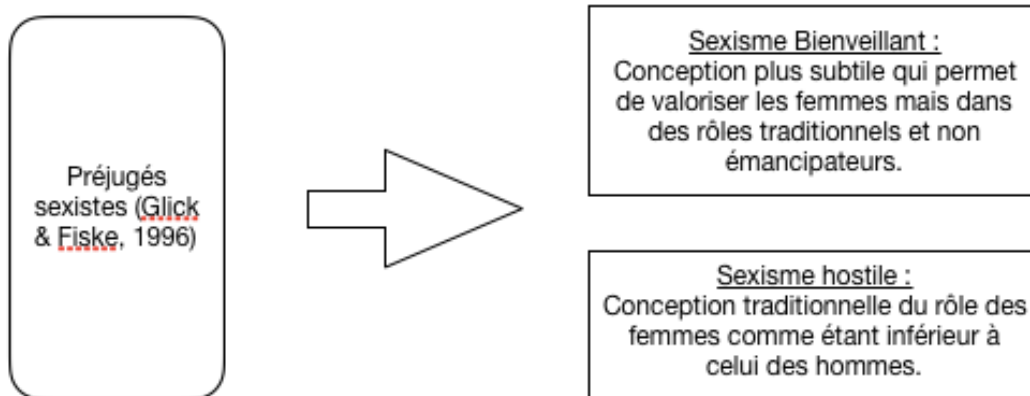 Préjugés
sexistes (Glick
& Fiske, 1996)
Sexisme Bienveillant :
Conception plus subtile qui permet
de valoriser les femmes mais dans
des rôles traditionnels et non
émancipateurs.
Sexisme hostile :
Conception traditionnelle du rôle des
femmes comme étant inférieur à
celui des hommes.